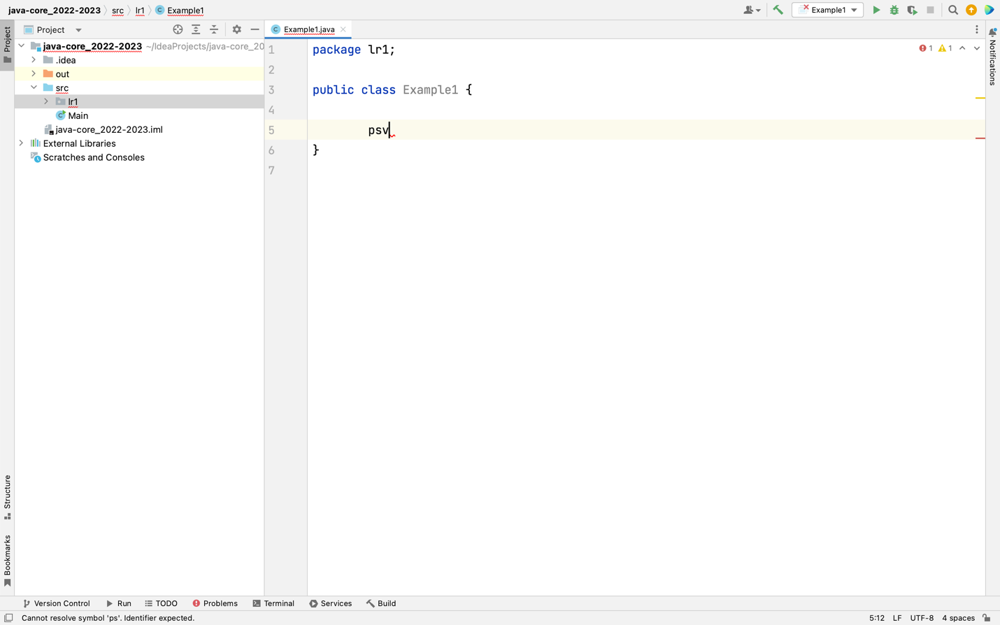 java-core_2022-2023 src lr1 Example1
Example1
Project
Example1.java
Project
java-core_2022-2023 ~/IdeaProjects/java-core_20
.idea
out
src
lr1
Main
java-core_2022-2023.iml
External Libraries
Scratches and Consoles
1 package lr1;
2
3 public class Example1 {
4
5 psv
6 }
7
1 1
Notifications
Structure
Bookmarks
Version Control Run TODO Problems Terminal Services Build
Cannot resolve symbol 'ps'. Identifier expected.
5:12 LF UTF-8 4 spaces